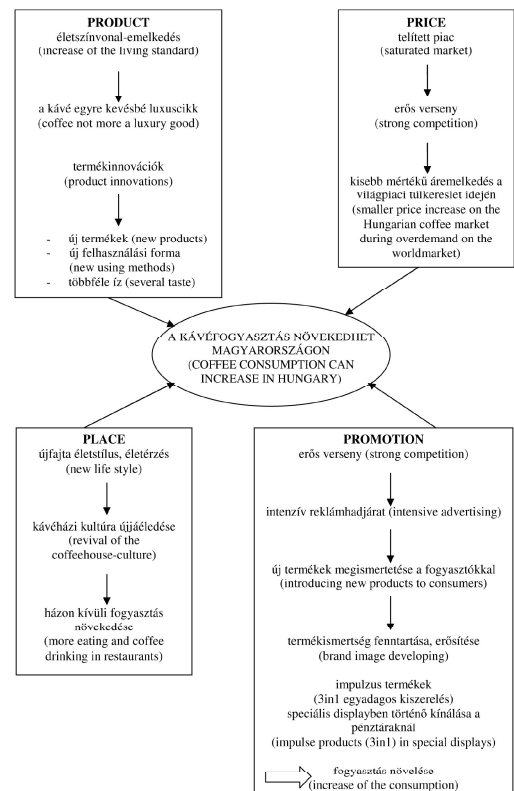 PRODUCT
életszínvonal-emelkedés
(increase of the living standard)
a kávé egyre kevésbé luxuscikk
(coffee not more a luxury good)
termékinnovációk
(product innovations)
- új termékek (new products)
- új felhasználási forma
(new using methods)
- többféle íz (several taste)
PRICE
telített piac
(saturated market)
erős verseny
(strong competition)
kisebb mértékű áremelkedés a
világpiaci túlkereslet idején
(smaller price increase on the
Hungarian coffee market
during overdemand on the
worldmarket)
A KÁVÉFOGYASZTÁS NÖVEKEDHET
MAGYARORSZÁGON
(COFFEE CONSUMPTION CAN
INCREASE IN HUNGARY)
PLACE
újfajta életstílus, életérzés
(new life style)
kávéházi kultúra újjáéledése
(revival of the
coffeehouse-culture)
házon kívüli fogyasztás
növekedése
(more eating and coffee
drinking in restaurants)
PROMOTION
erős verseny (strong competition)
intenzív reklámhadjárat (intensive advertising)
új termékek megismertetése a fogyasztókkal
(introducing new products to consumers)
termékismertség fenntartása, erősítése
(brand image developing)
impulzus termékek
(3in1 egyadagos kiszerelés)
speciális displayben történő kínálása a
pénztáraknál
(impulse products (3in1) in special displays)
fogyasztás növelése
(increase of the consumption)